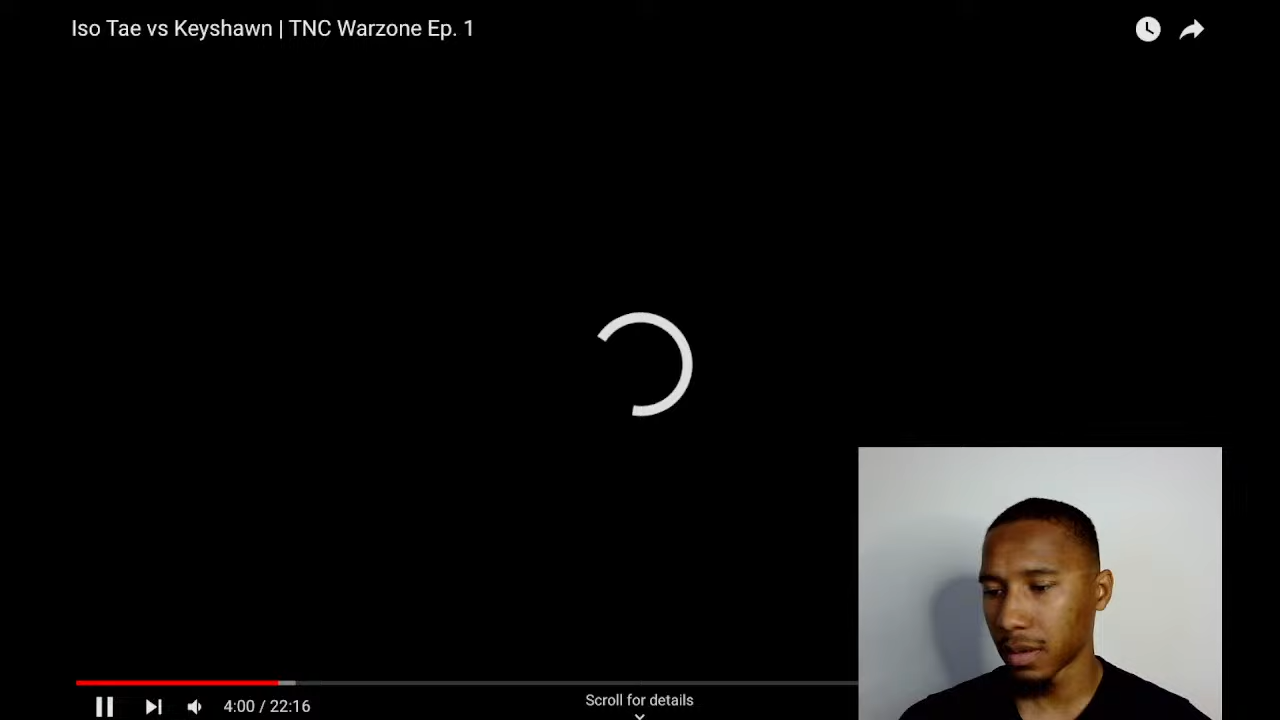 Iso Tae vs Keyshawn | TNC Warzone Ep. 1
4:00 / 22:16
Scroll for details